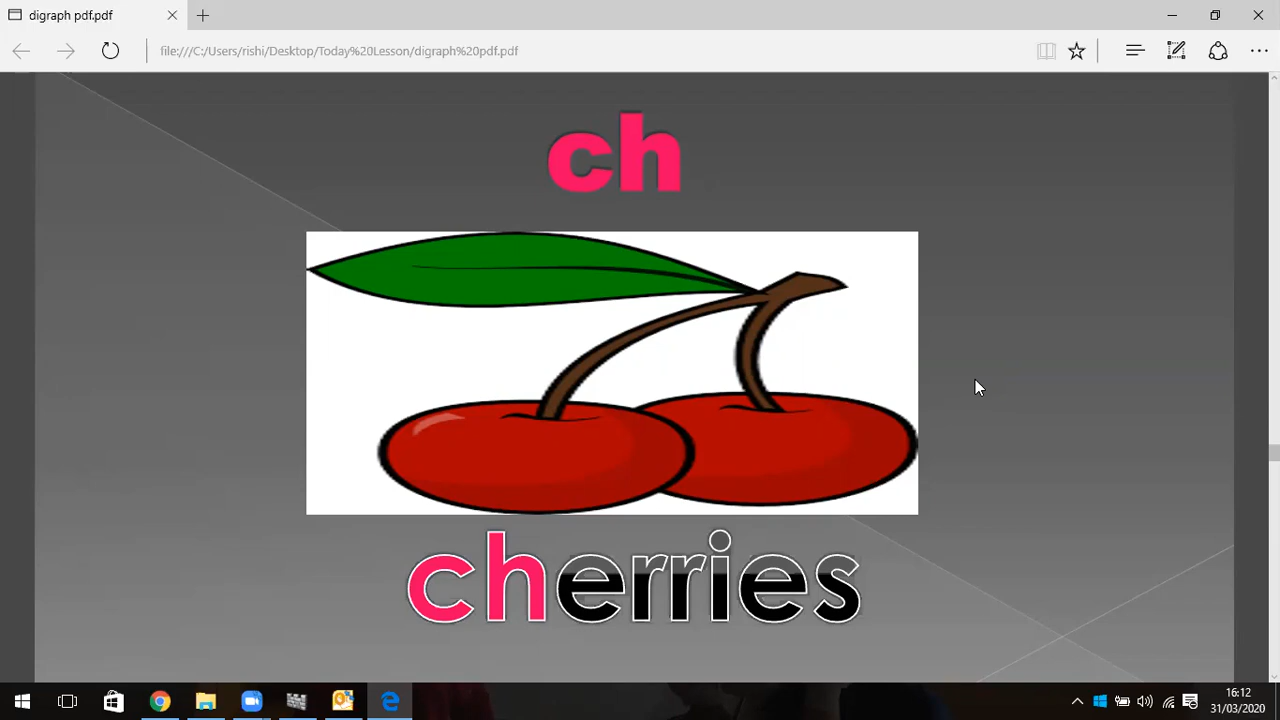 digraph pdf.pdf
file:///C:/Users/rishi/Desktop/Today%20Lesson/digraph%20pdf.pdf
ch
cherries
16:12
31/03/2020